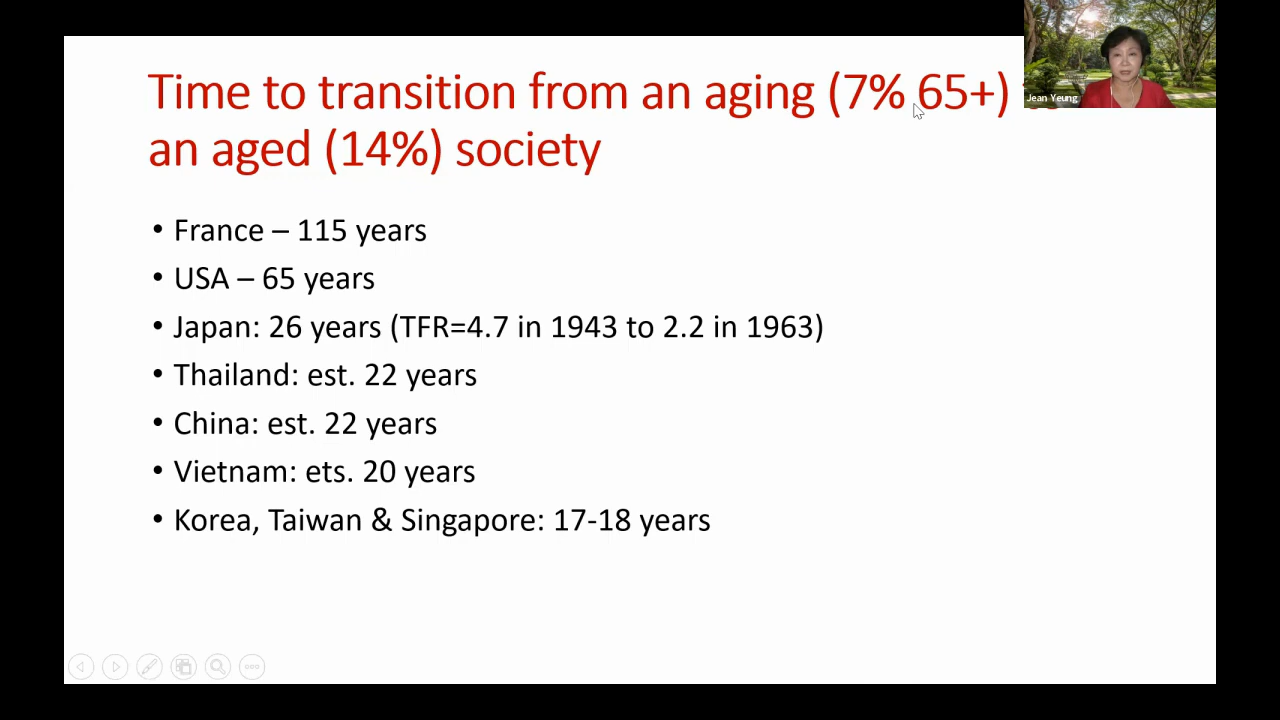 Time to transition from an aging (7% 65+)
an aged (14%) society
Jean Yeung
• France – 115 years
• USA – 65 years
• Japan: 26 years (TFR=4.7 in 1943 to 2.2 in 1963)
• Thailand: est. 22 years
• China: est. 22 years
• Vietnam: ets. 20 years
• Korea, Taiwan & Singapore: 17-18 years